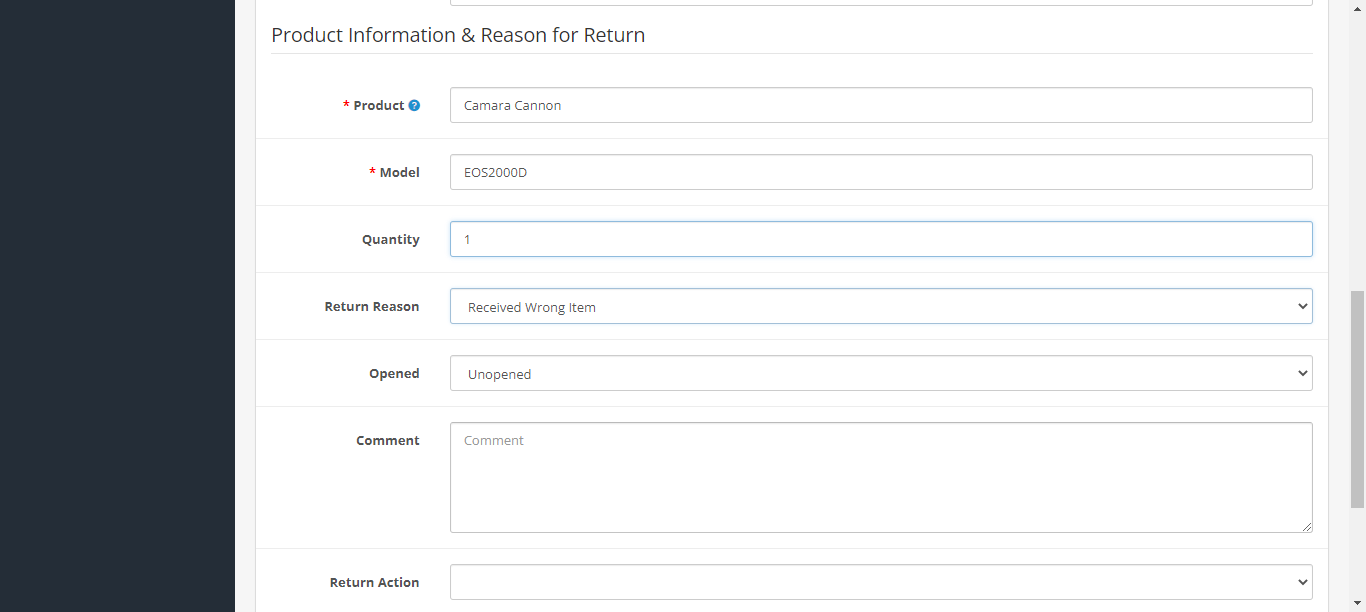 Product Information & Reason for Return
* Product ?
Camara Cannon
* Model
EOS2000D
Quantity
1
Return Reason
Received Wrong Item
Opened
Unopened
Comment
Comment
Return Action